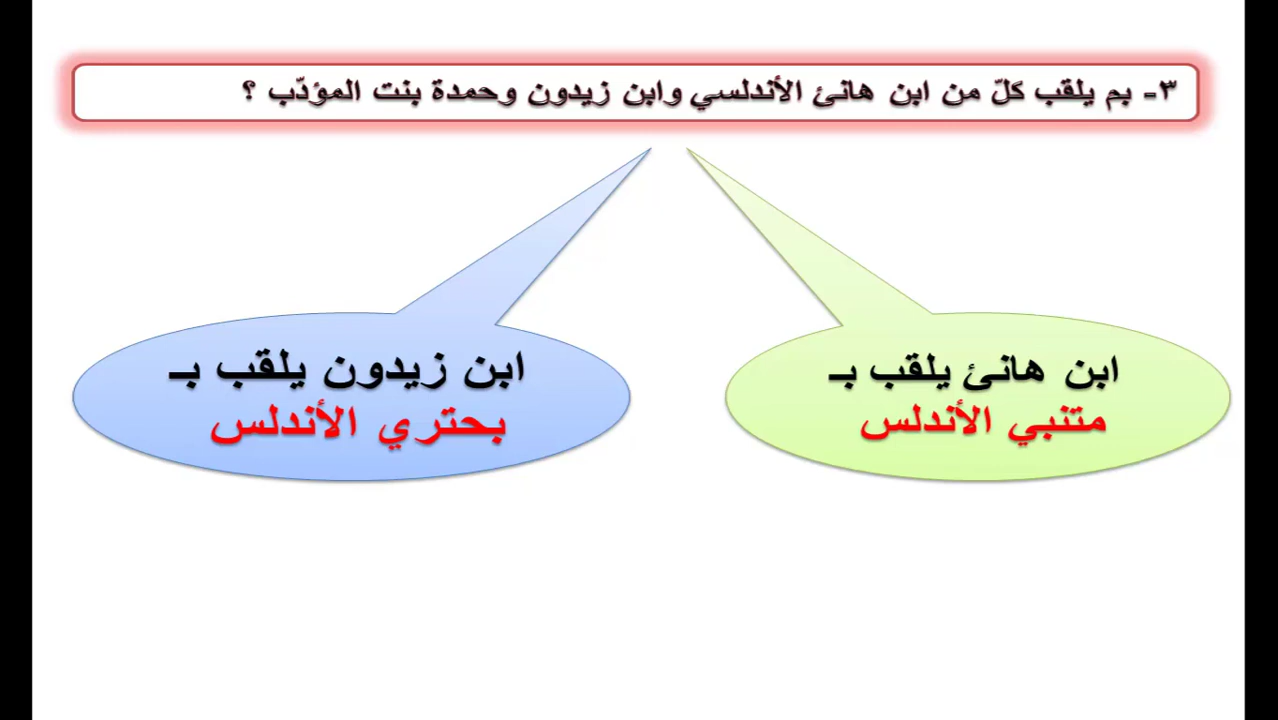 ٣- بم يلقب كلّ من ابن هانئ الأندلسي وابن زيدون وحمدة بنت المؤدّب ؟
ابن هانئ يلقب بـ
متنبي الأندلس
ابن زيدون يلقب بـ
بحتري الأندلس